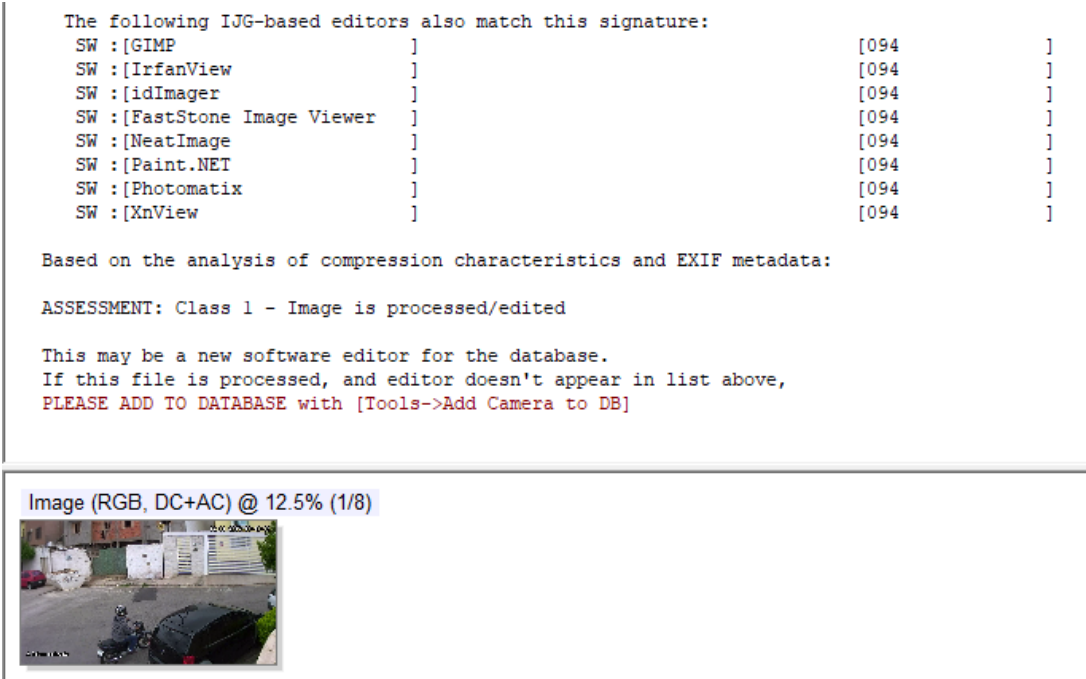 The following IJG-based editors also match this signature:
SW :[GIMP ] [094 ]
SW :[IrfanView ] [094 ]
SW :[idImager ] [094 ]
SW :[FastStone Image Viewer ] [094 ]
SW :[NeatImage ] [094 ]
SW :[Paint.NET ] [094 ]
SW :[Photomatix ] [094 ]
SW :[XnView ] [094 ]
Based on the analysis of compression characteristics and EXIF metadata:
ASSESSMENT: Class 1 - Image is processed/edited
This may be a new software editor for the database.
If this file is processed, and editor doesn't appear in list above,
PLEASE ADD TO DATABASE with [Tools->Add Camera to DB]
Image (RGB, DC+AC) @ 12.5% (1/8)